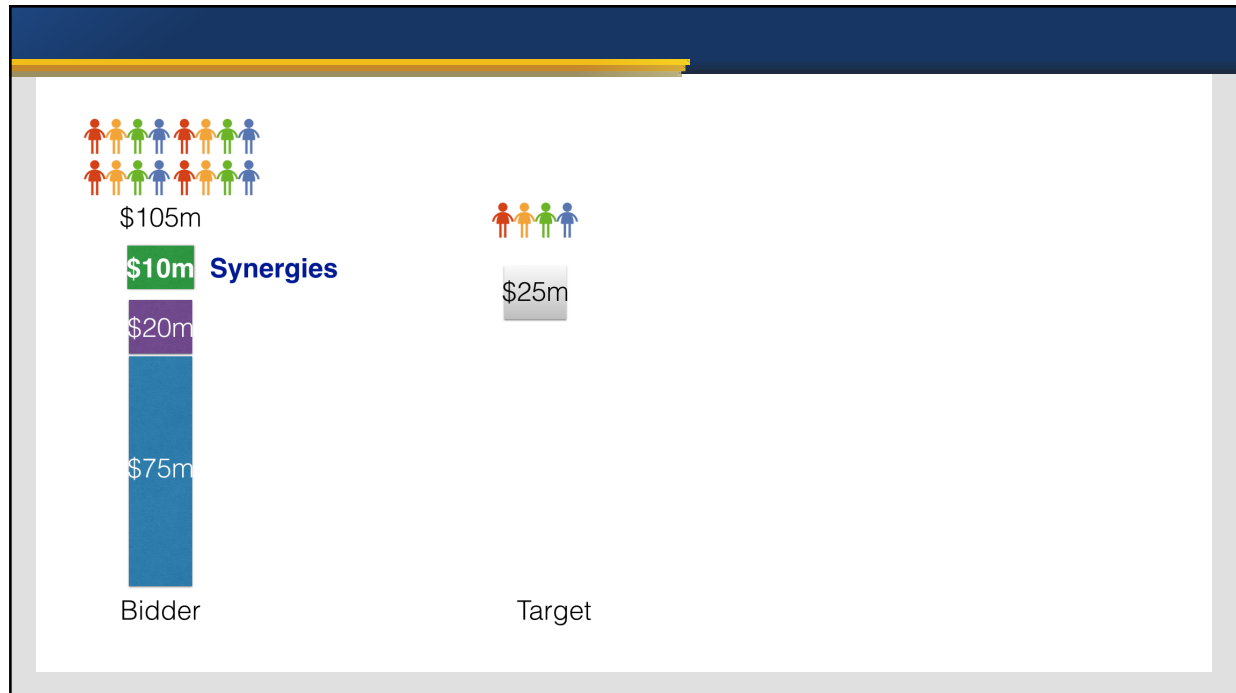 $105m
$10m Synergies
$20m
$75m
Bidder
$25m
Target